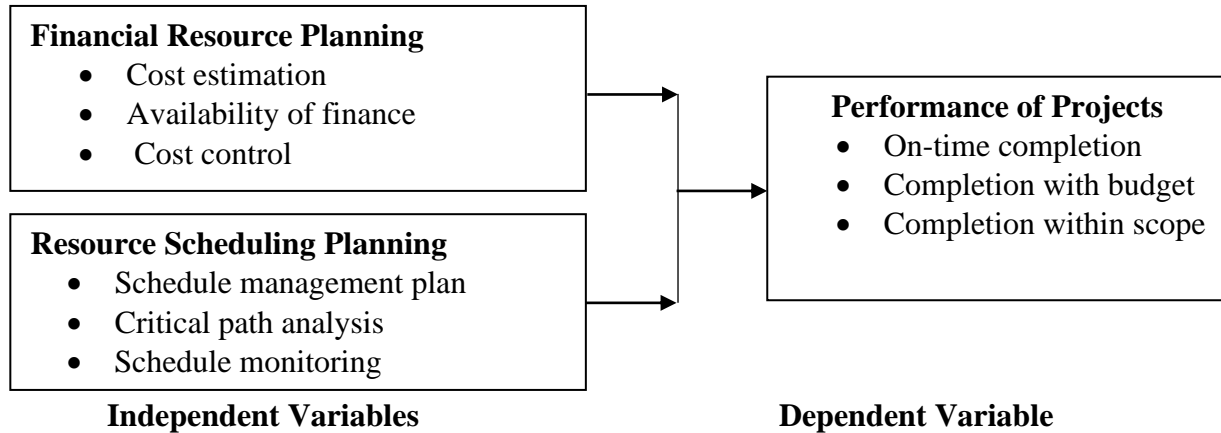 Financial Resource Planning
• Cost estimation
• Availability of finance
• Cost control
Resource Scheduling Planning
• Schedule management plan
• Critical path analysis
• Schedule monitoring
Independent Variables
Performance of Projects
• On-time completion
• Completion with budget
• Completion within scope
Dependent Variable